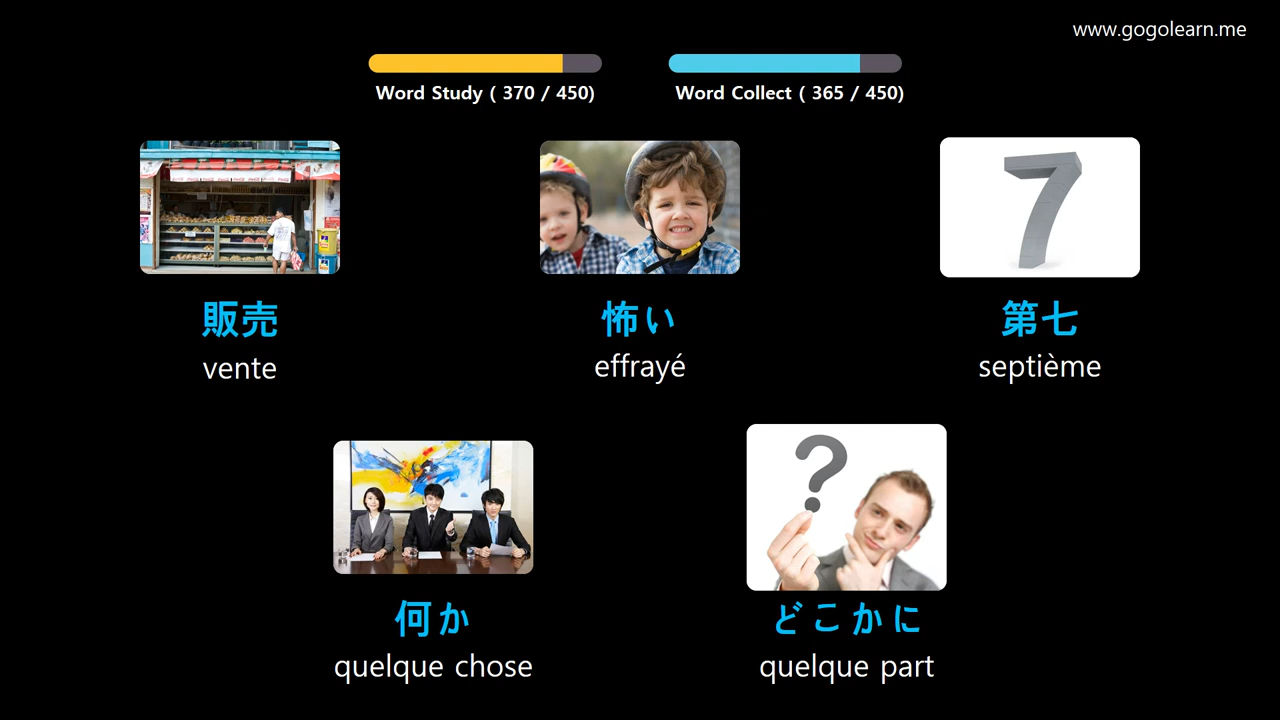 www.gogolearn.me
Word Study ( 370 / 450)
Word Collect ( 365 / 450)
販売
vente
怖い
effrayé
第七
septième
何か
quelque chose
どこかに
quelque part